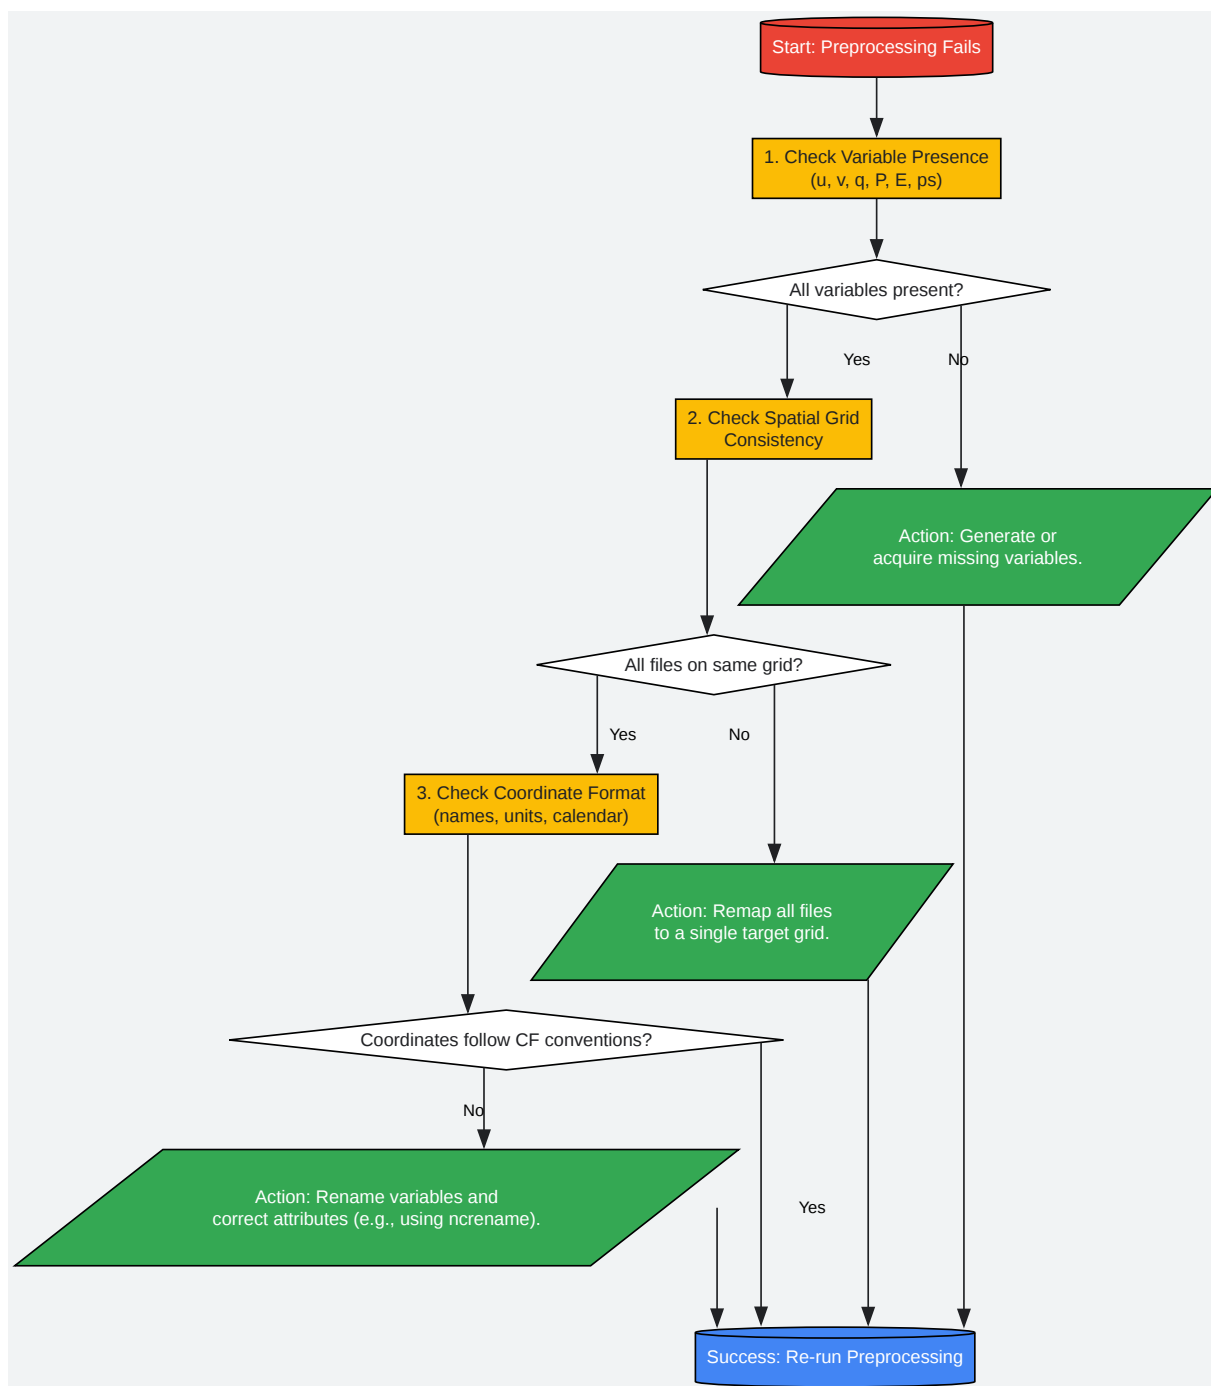 Start: Preprocessing Fails
1. Check Variable Presence
(u, v, q, P, E, ps)
All variables present?
Yes
No
2. Check Spatial Grid
Consistency
Action: Generate or
acquire missing variables.
All files on same grid?
Yes
No
3. Check Coordinate Format
(names, units, calendar)
Action: Remap all files
to a single target grid.
Coordinates follow CF conventions?
No
Action: Rename variables and
correct attributes (e.g., using ncrename).
Yes
Success: Re-run Preprocessing